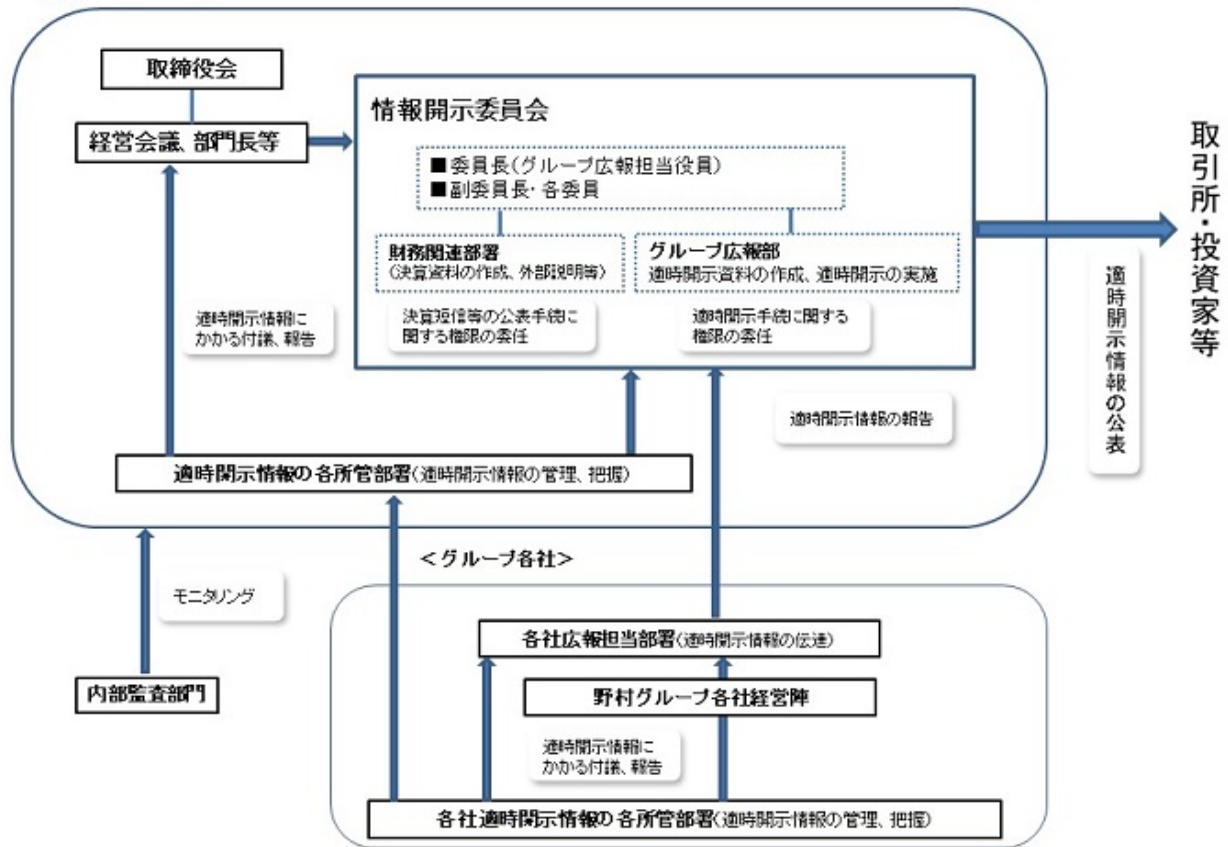 取締役会
経営会議、部門長等
情報開示委員会
■委員長(グループ広報担当役員)
■副委員長・各委員
財務関連部署
(決算資料の作成、外部説明等)
グループ広報部
適時開示資料の作成、適時開示の実施
決算短信等の公表手続に
関する権限の委任
適時開示手続に関する
権限の委任
適時開示情報に
かかる付議、報告
適時開示情報の報告
適時開示情報の各所管部署(適時開示情報の管理、把握)
取引所・投資家等
適時開示情報の公表
モニタリング
内部監査部門
<グループ各社>
各社広報担当部署(適時開示情報の伝達)
野村グループ各社経営陣
適時開示情報に
かかる付議、報告
各社適時開示情報の各所管部署(適時開示情報の管理、把握)